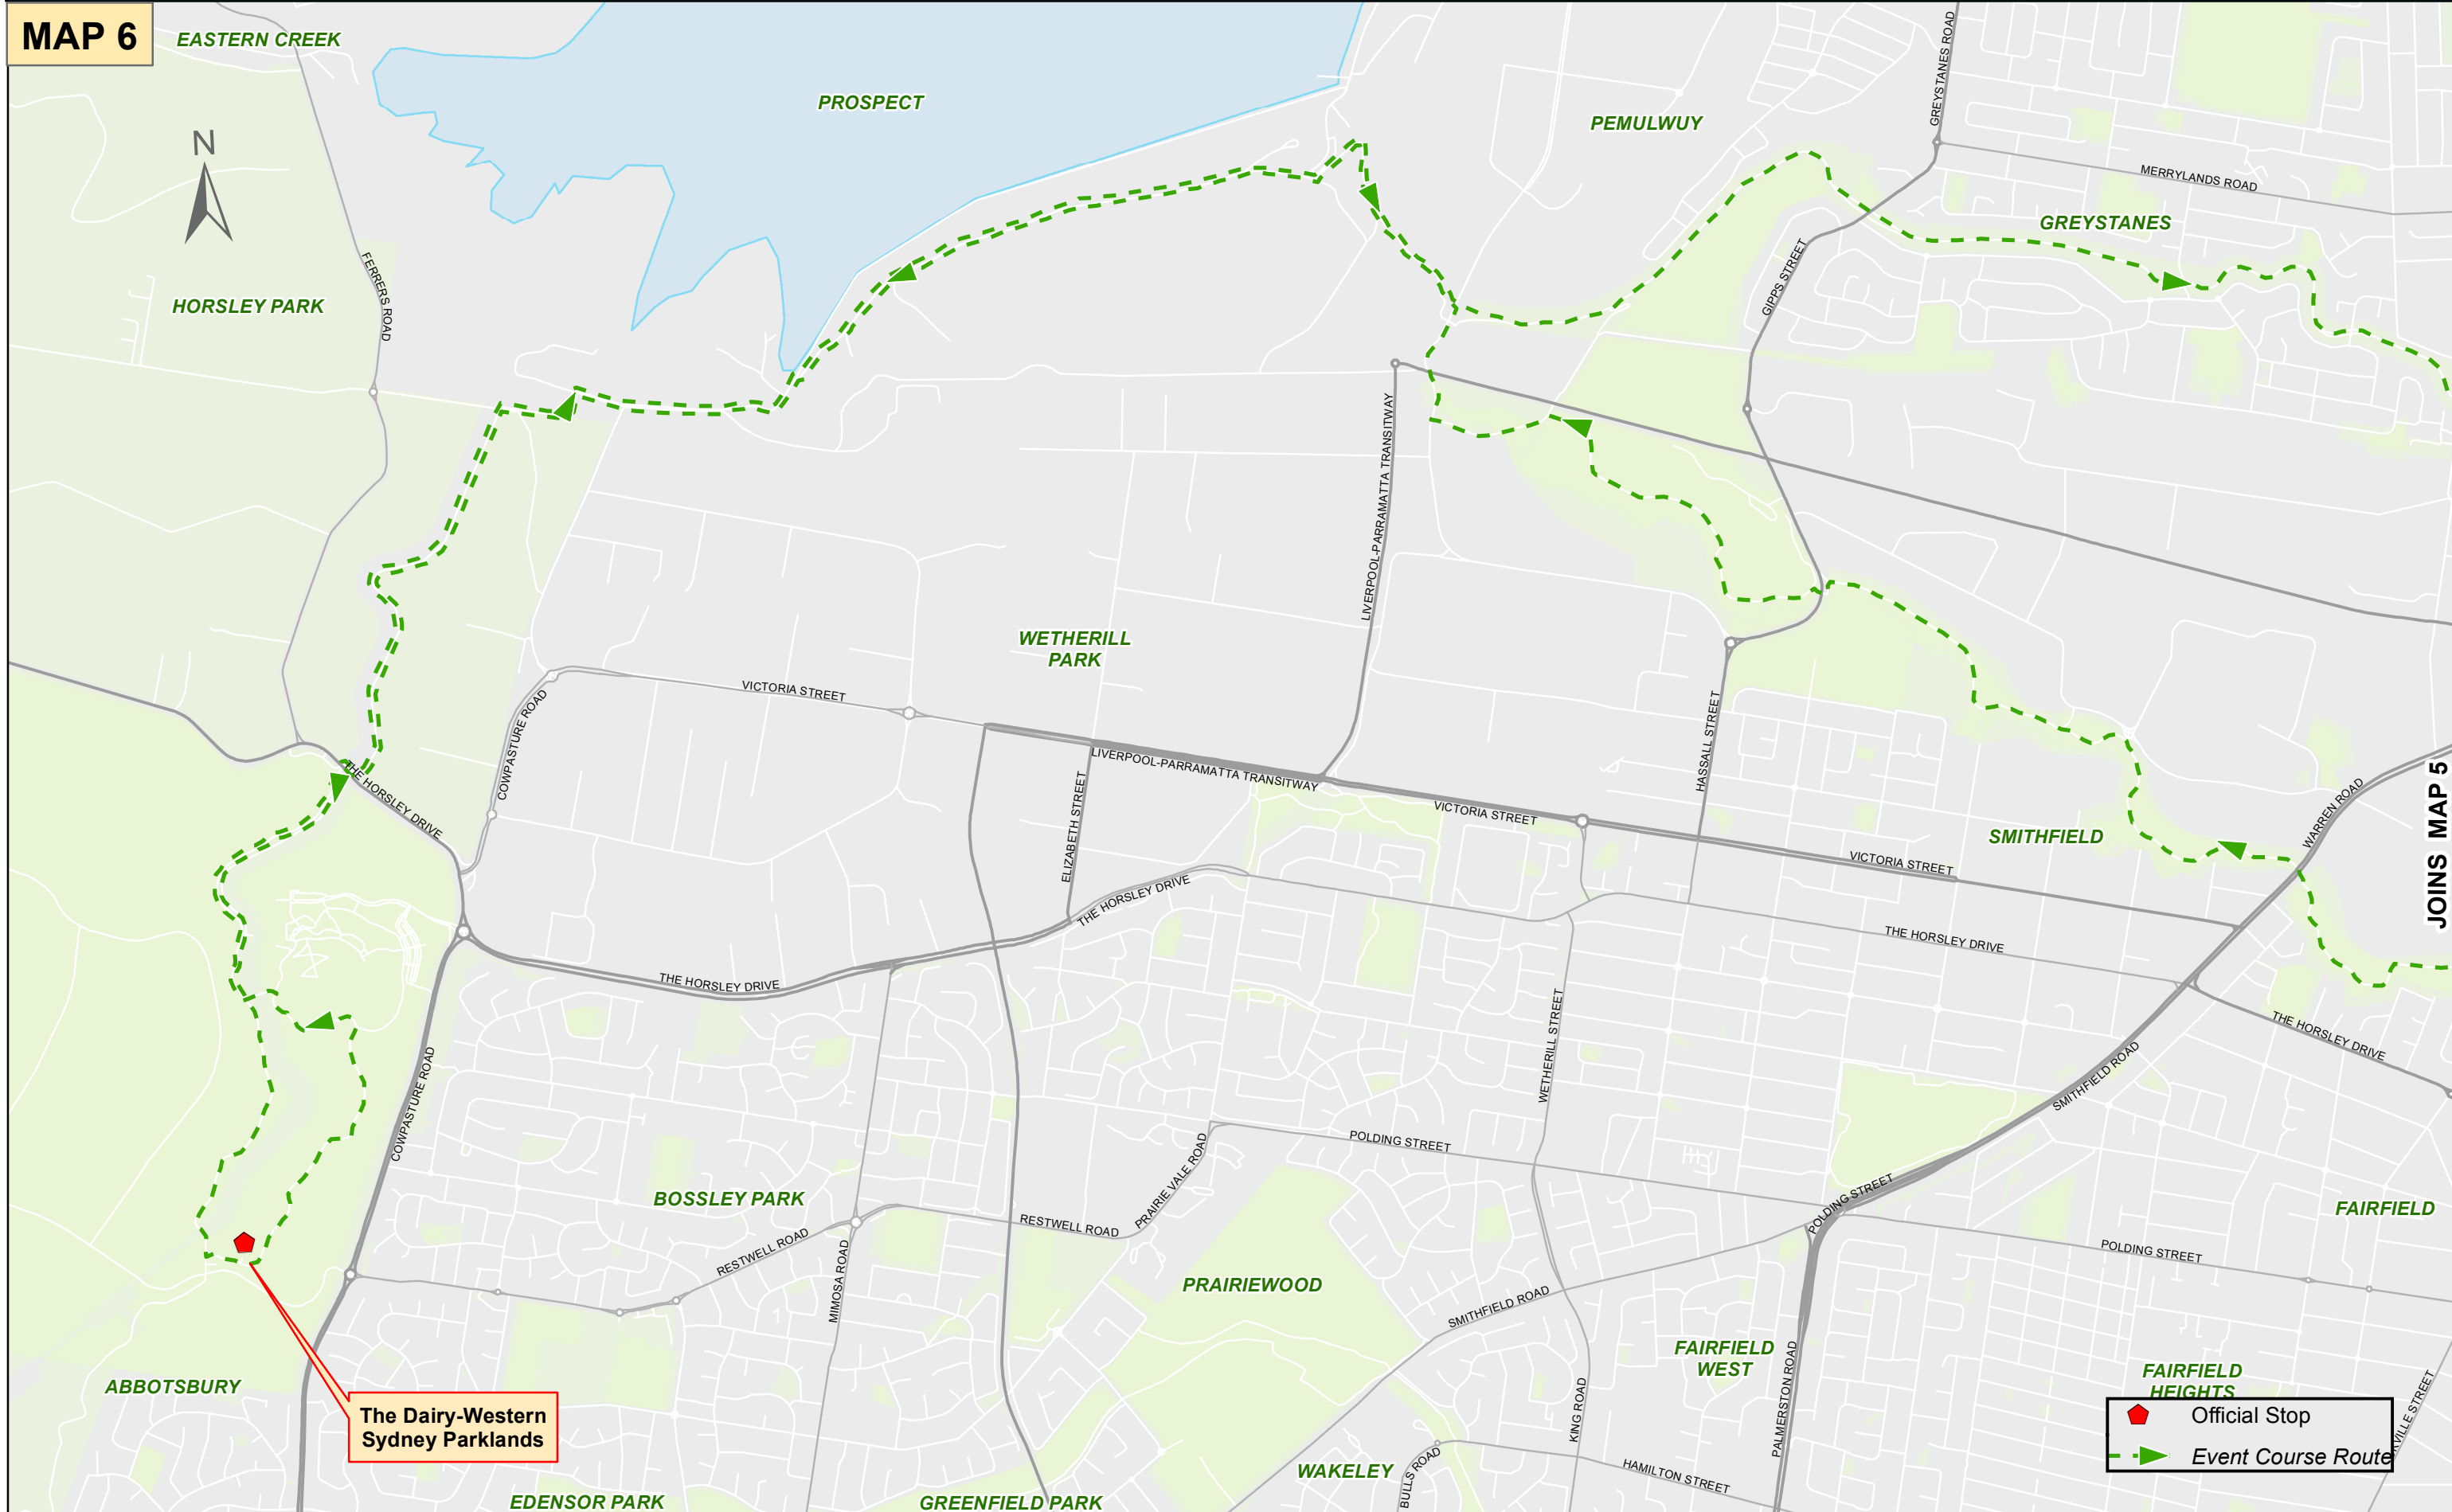 MAP 6
EASTERN CREEK
PROSPECT
PEMULWUY
GREYSTANES ROAD
MERRYLANDS ROAD
GREYSTANES
N
FERRERS ROAD
HORSLEY PARK
GIPPS STREET
LIVERPOOL-PARRAMATTA TRANSITWAY
WETHERILL
PARK
VICTORIA STREET
COWPASTURE ROAD
THE HORSLEY DRIVE
LIVERPOOL-PARRAMATTA TRANSITWAY
ELIZABETH STREET
HASSALL STREET
VICTORIA STREET
SMITHFIELD
WARREN ROAD
JOINS MAP 5
VICTORIA STREET
THE HORSLEY DRIVE
THE HORSLEY DRIVE
THE HORSLEY DRIVE
THE HORSLEY DRIVE
WETHERILL STREET
SMITHFIELD ROAD
COWPASTURE ROAD
POLDING STREET
PRAIRIE VALE ROAD
BOSSLEY PARK
RESTWELL ROAD
RESTWELL ROAD
POLDING STREET
FAIRFIELD
POLDING STREET
MIMOSA ROAD
PRAIRIEWOOD
SMITHFIELD ROAD
FAIRFIELD
WEST
PALMERSTON ROAD
FAIRFIELD
HEIGHTS
ABBOTSBURY
The Dairy-Western
Sydney Parklands
KING ROAD
Official Stop
Event Course Route
WAKELEY
BULLS ROAD
HAMILTON STREET
EDENSOR PARK
GREENFIELD PARK